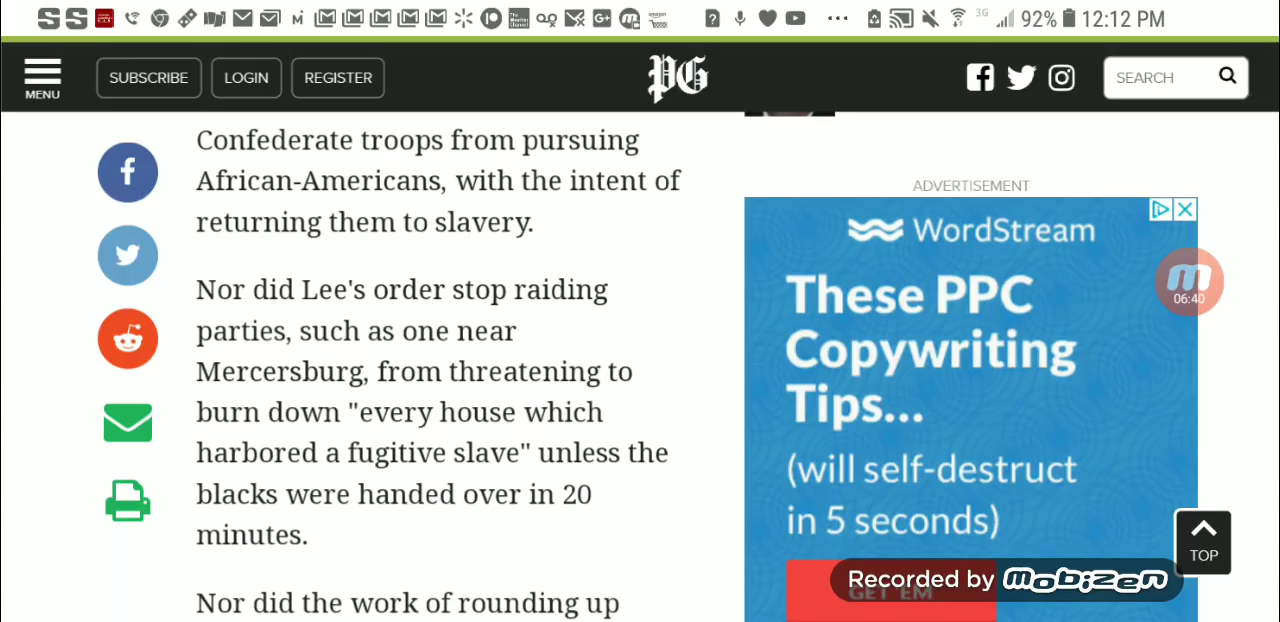 3G 92% 12:12 PM
MENU
SUBSCRIBE
LOGIN
REGISTER
PG
SEARCH
Confederate troops from pursuing
African-Americans, with the intent of
returning them to slavery.
Nor did Lee's order stop raiding
parties, such as one near
Mercersburg, from threatening to
burn down "every house which
harbored a fugitive slave" unless the
blacks were handed over in 20
minutes.
Nor did the work of rounding up
ADVERTISEMENT
WordStream
These PPC
Copywriting
Tips...
(will self-destruct
in 5 seconds)
GET 'EM
06:40
TOP
Recorded by mobizen